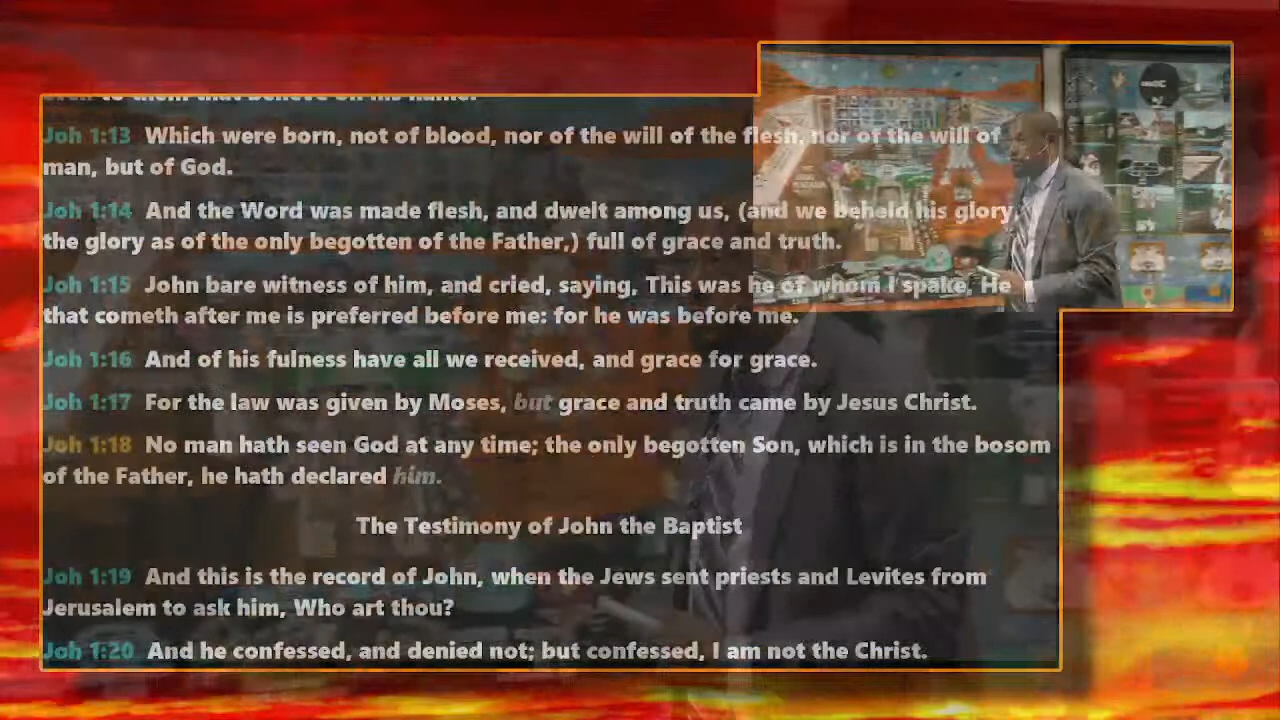 even to them that believe on his name:
Joh 1:13 Which were born, not of blood, nor of the will of the flesh, nor of the will of
man, but of God.
Joh 1:14 And the Word was made flesh, and dwelt among us, (and we beheld his glory,
the glory as of the only begotten of the Father,) full of grace and truth.
Joh 1:15 John bare witness of him, and cried, saying, This was he of whom I spake, He
that cometh after me is preferred before me: for he was before me.
Joh 1:16 And of his fulness have all we received, and grace for grace.
Joh 1:17 For the law was given by Moses, but grace and truth came by Jesus Christ.
Joh 1:18 No man hath seen God at any time; the only begotten Son, which is in the bosom
of the Father, he hath declared him.
The Testimony of John the Baptist
Joh 1:19 And this is the record of John, when the Jews sent priests and Levites from
Jerusalem to ask him, Who art thou?
Joh 1:20 And he confessed, and denied not; but confessed, I am not the Christ.